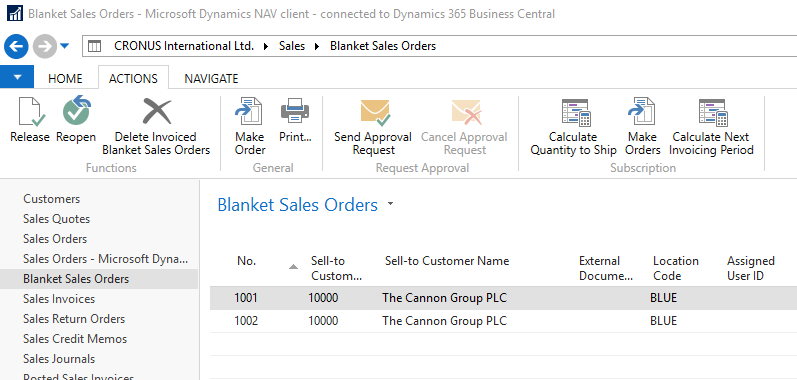 Blanket Sales Orders - Microsoft Dynamics NAV client - connected to Dynamics 365 Business Central
CRONUS International Ltd. Sales Blanket Sales Orders
HOME ACTIONS NAVIGATE
Release Reopen Delete Invoiced Make Print... Send Approval Cancel Approval Calculate Make Calculate Next
Blanket Sales Orders Order Request Request Quantity to Ship Orders Invoicing Period
Functions General Request Approval Subscription
Customers
Sales Quotes
Sales Orders
Sales Orders - Microsoft Dyna...
Blanket Sales Orders
Sales Invoices
Sales Return Orders
Sales Credit Memos
Sales Journals
Posted Sales Invoices
Blanket Sales Orders
No. Sell-to Sell-to Customer Name External Location Assigned
Custom... Docume... Code User ID
1001 10000 The Cannon Group PLC BLUE
1002 10000 The Cannon Group PLC BLUE